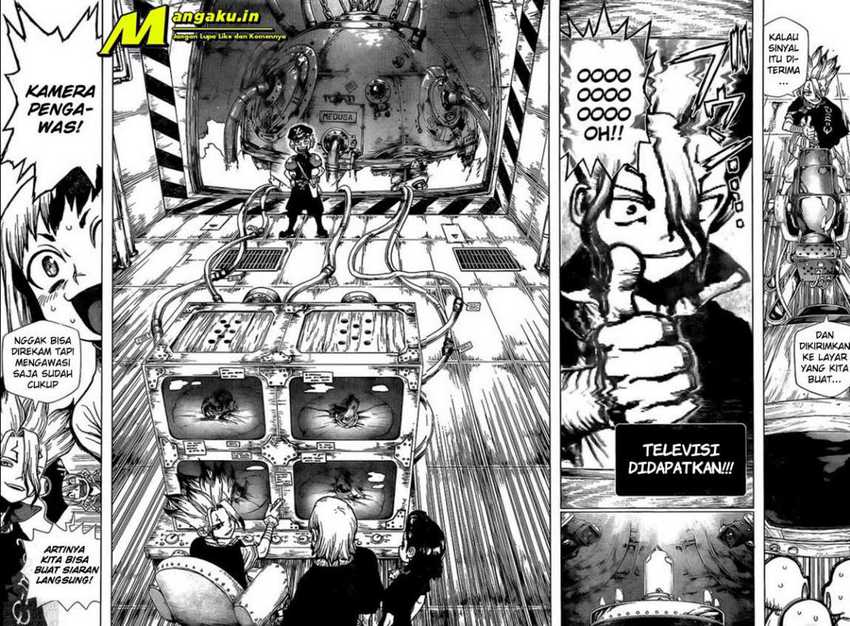 KALAU
SINYAL
ITU DI-
TERIMA
...
DAN
DIKIRIMKAN
KE LAYAR
YANG KITA
BUAT...
OOOO
OOOO
OOOO
OH!!
TELEVISI
DIDAPATKAN!!!
Mangaku.in
Jangan Lupa Like dan Komennya
MEDUSA
KAMERA
PENGA-
WAS!
NGGAK BISA
DIREKAM TAPI
MENGAWASI
SAJA SUDAH
CUKUP
ARTINYA
KITA BISA
BUAT SIARAN
LANGSUNG!